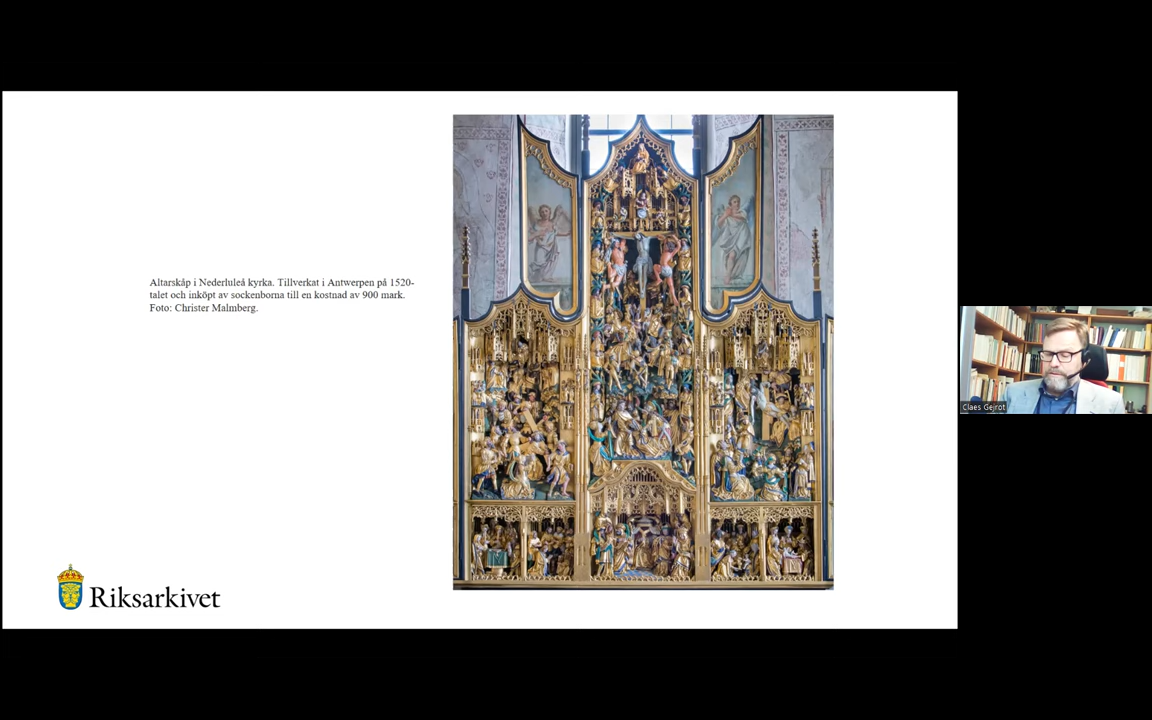 Altarskåp i Nederluleå kyrka. Tillverkat i Antwerpen på 1520-
talet och inköpt av sockenborna till en kostnad av 900 mark.
Foto: Christer Malmberg.
Riksarkivet
Claes Gejrot